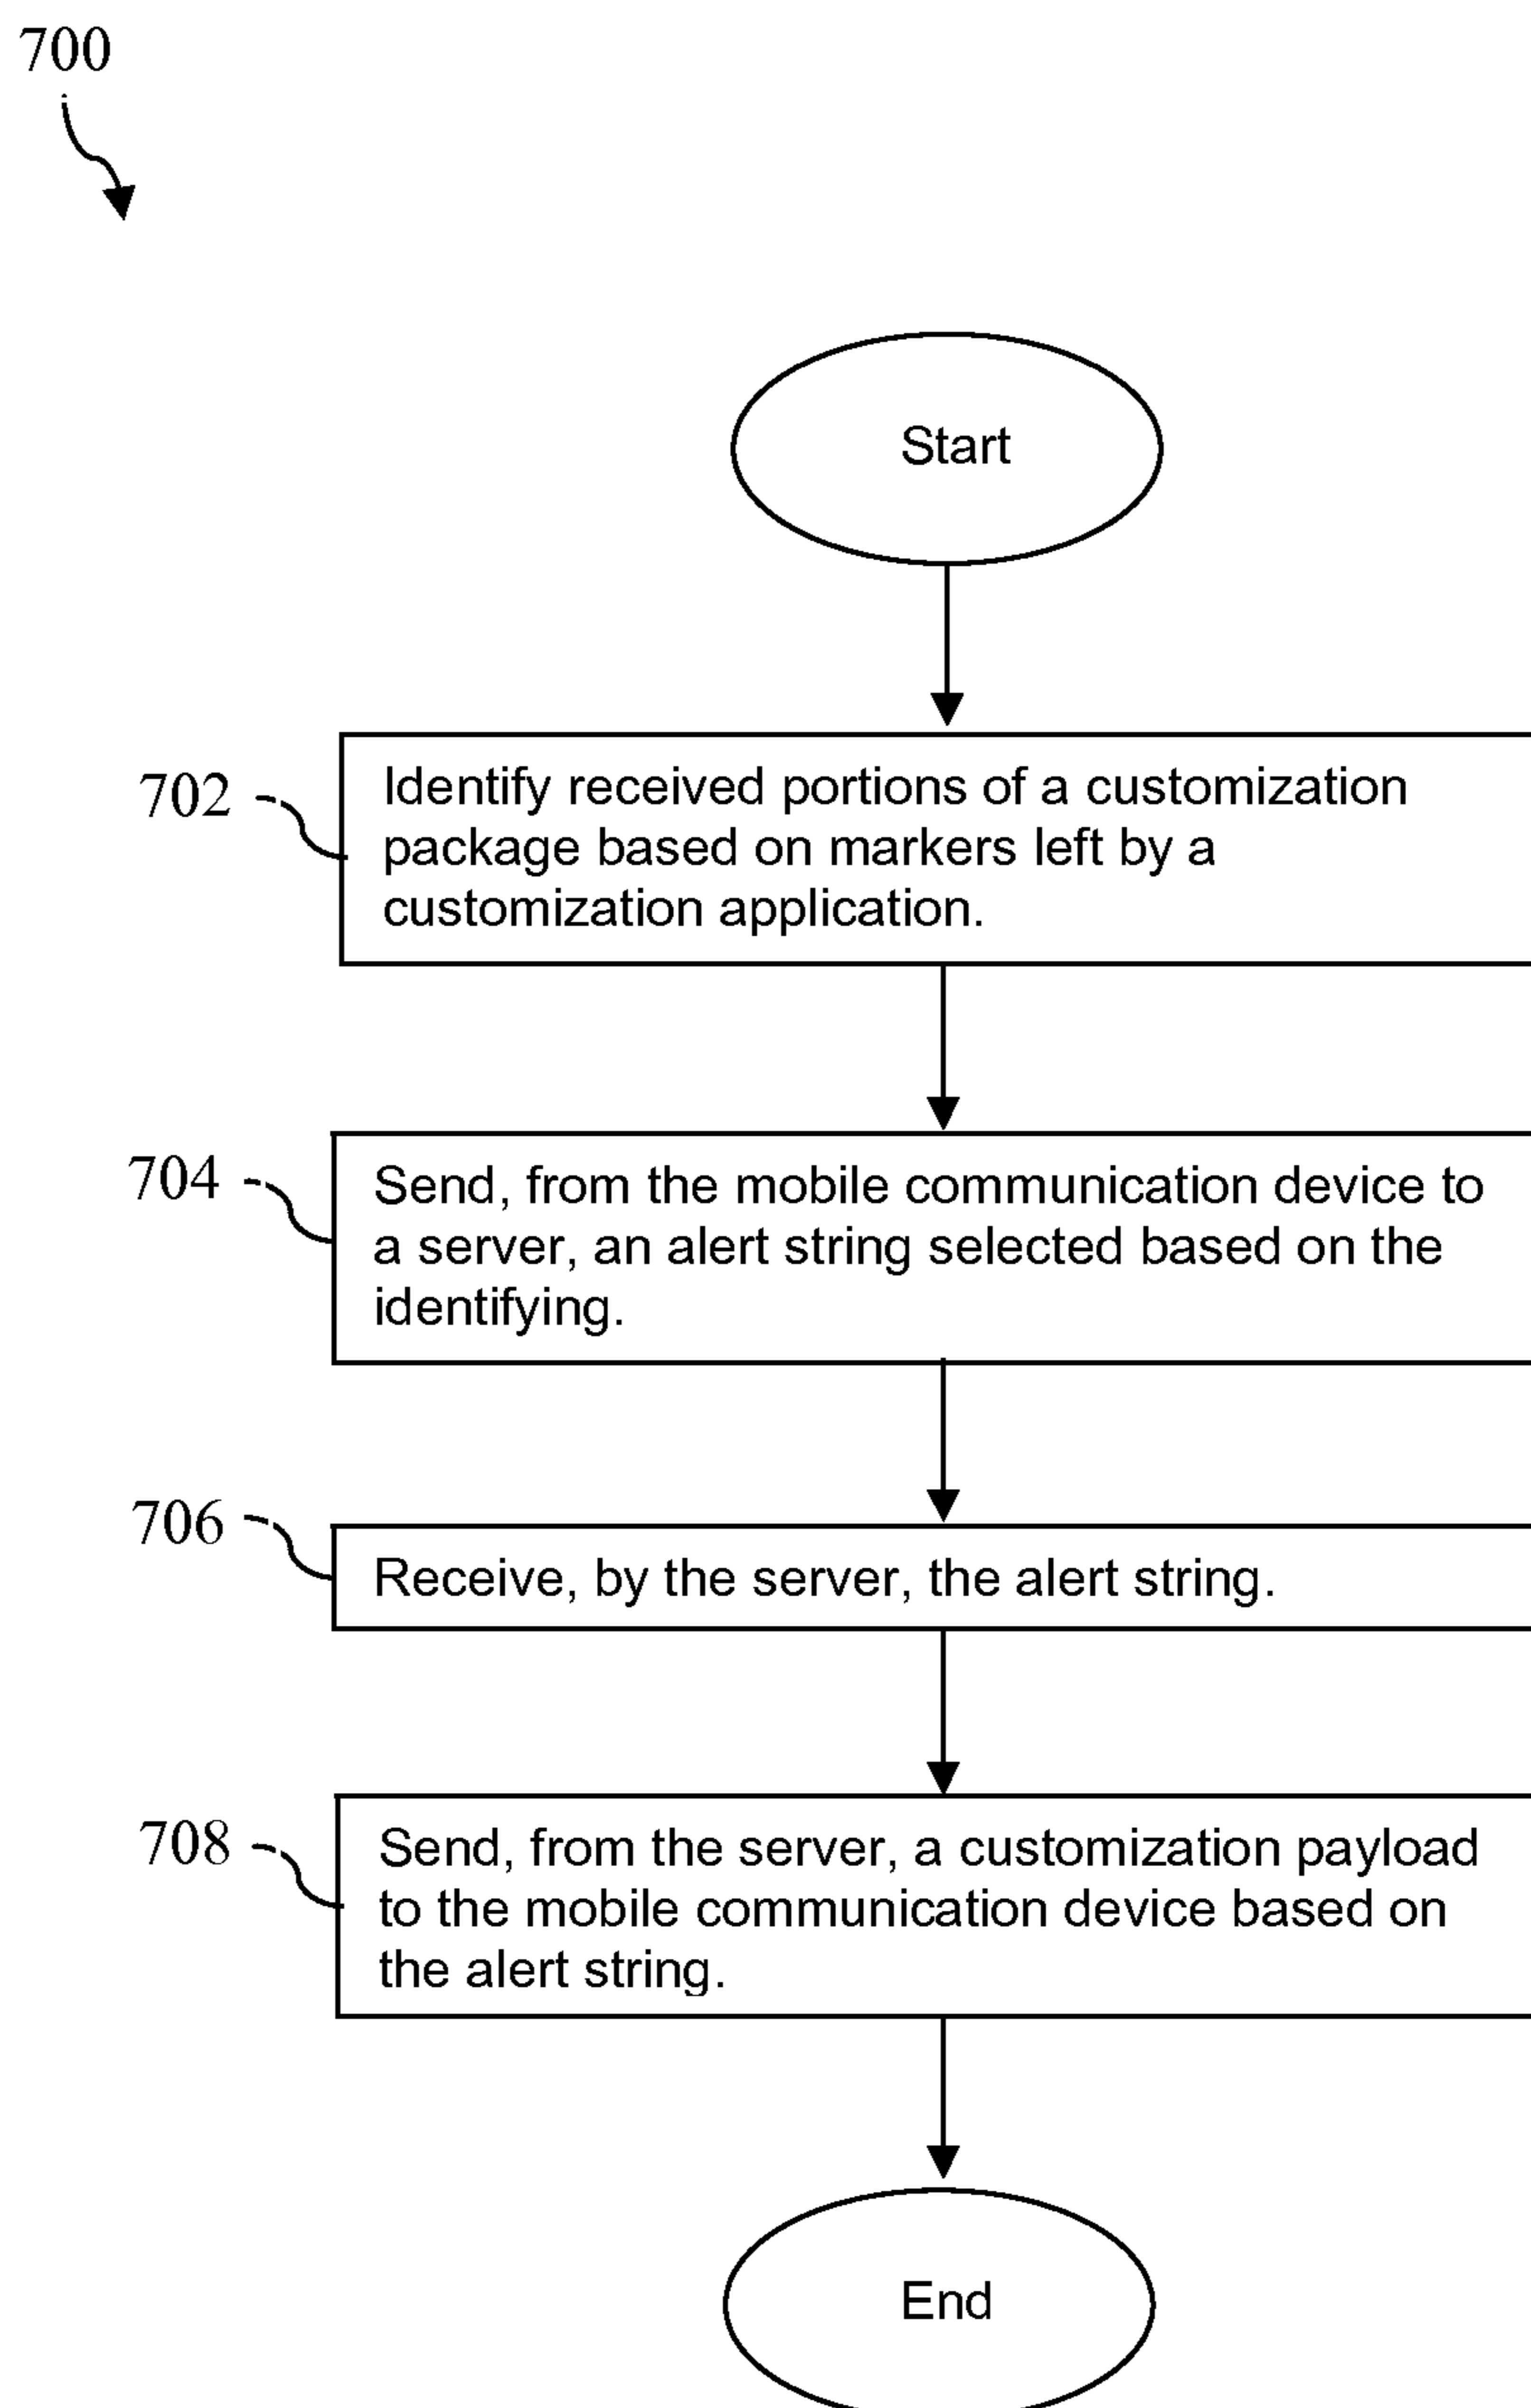 700
Start
702
Identify received portions of a customization
package based on markers left by a
customization application.
704
Send, from the mobile communication device to
a server, an alert string selected based on the
identifying.
706
Receive, by the server, the alert string.
708
Send, from the server, a customization payload
to the mobile communication device based on
the alert string.
End